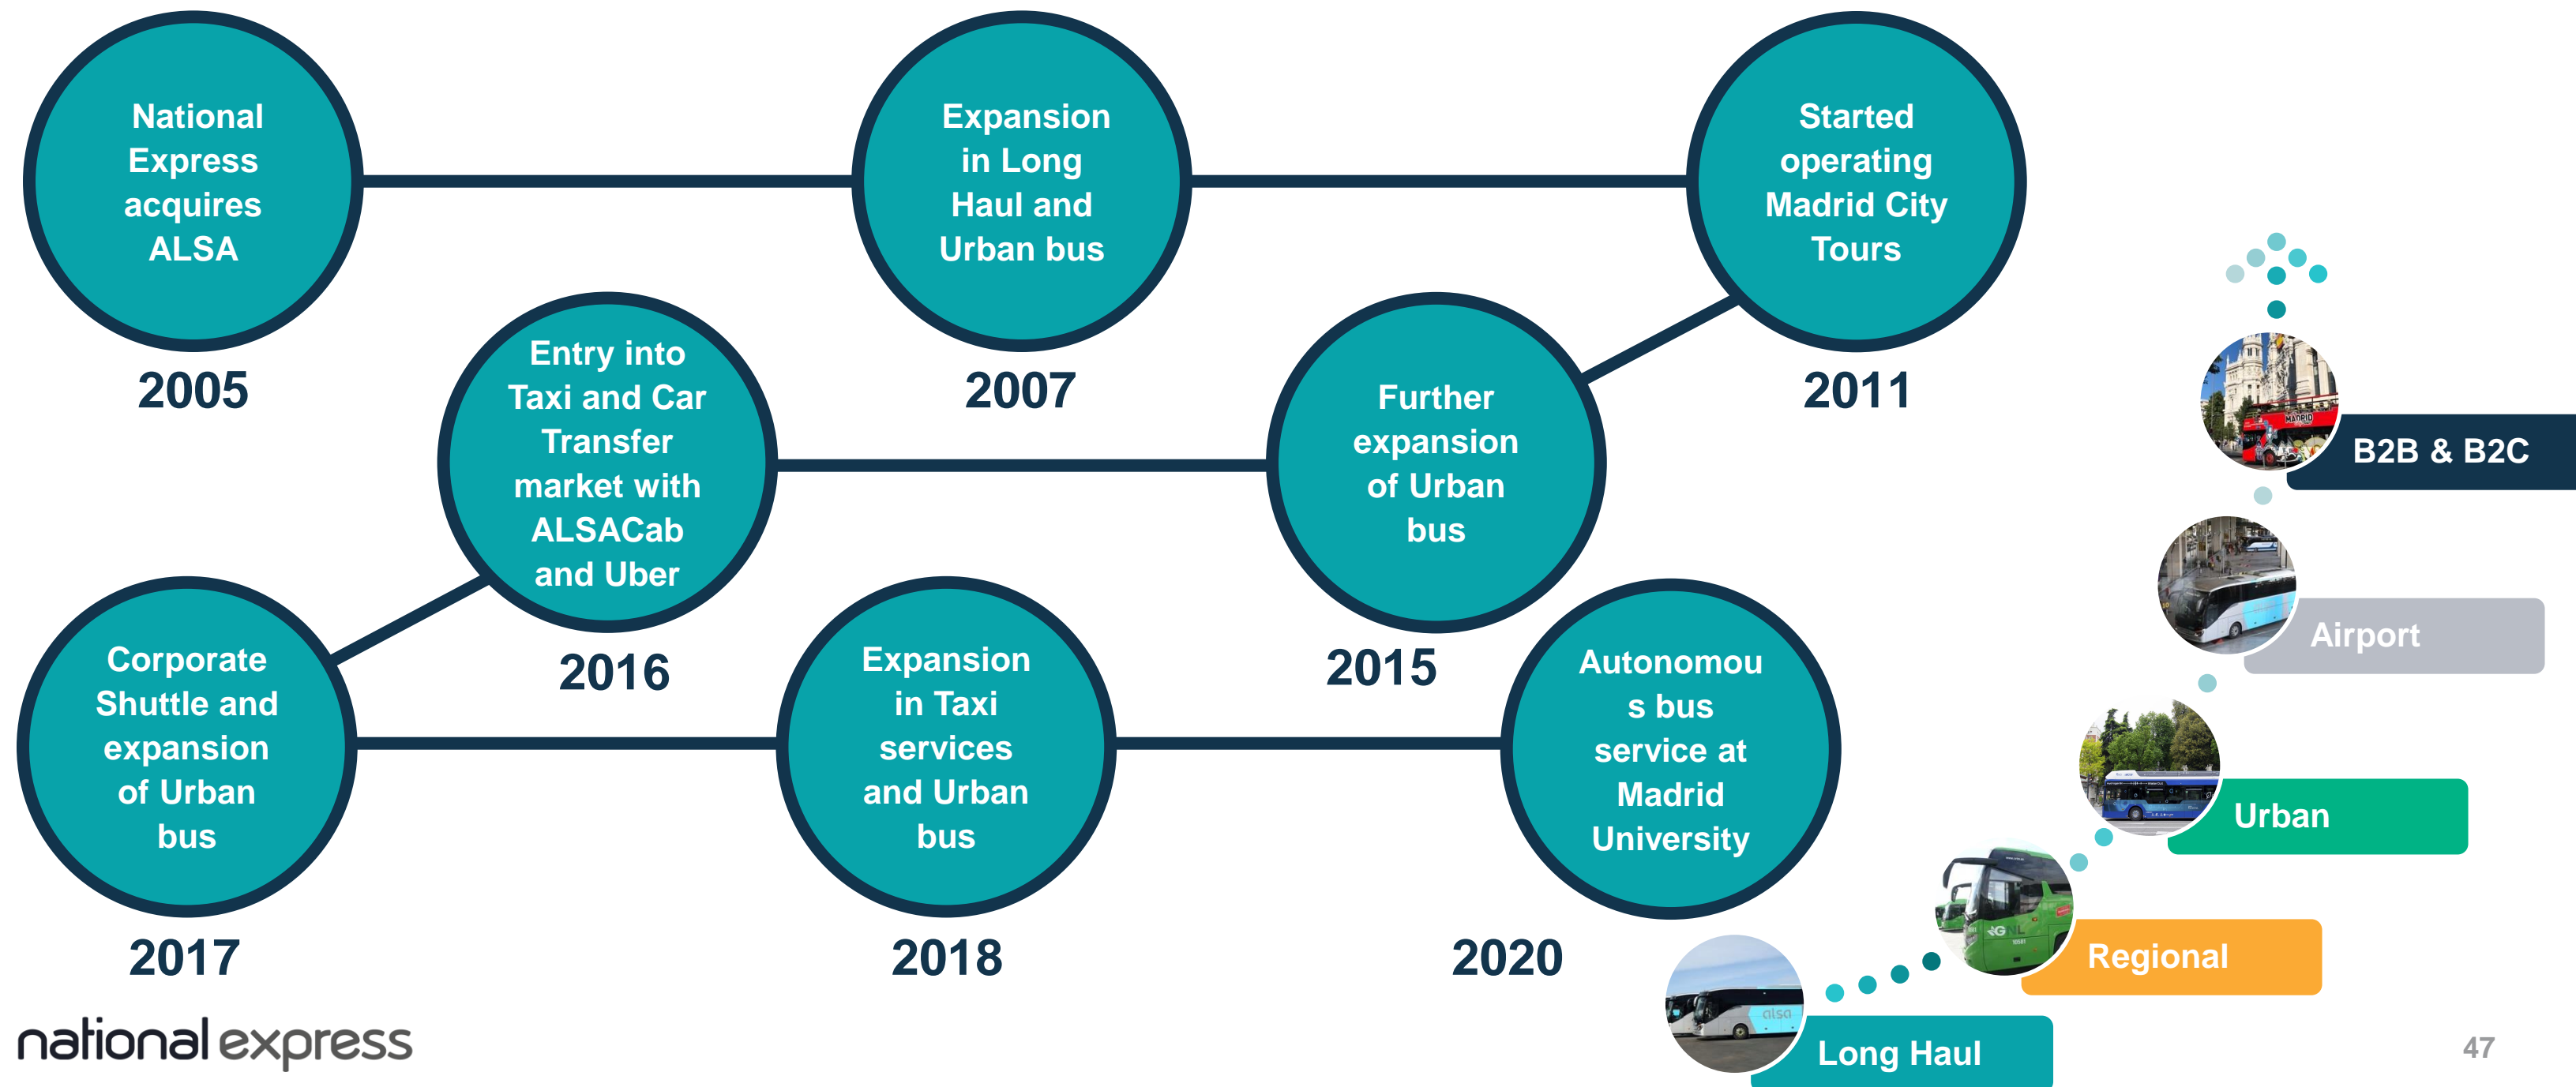 National
Express
acquires
ALSA
2005
Expansion
in Long
Haul and
Urban bus
2007
Started
operating
Madrid City
Tours
2011
Further
expansion
of Urban
bus
2015
Entry into
Taxi and Car
Transfer
market with
ALSACab
and Uber
2016
Corporate
Shuttle and
expansion
of Urban
bus
2017
Expansion
in Taxi
services
and Urban
bus
2018
Autonomou
s bus
service at
Madrid
University
2020
MADRID
B2B & B2C
Airport
Urban
GNL
Regional
alsa
Long Haul
national express
47